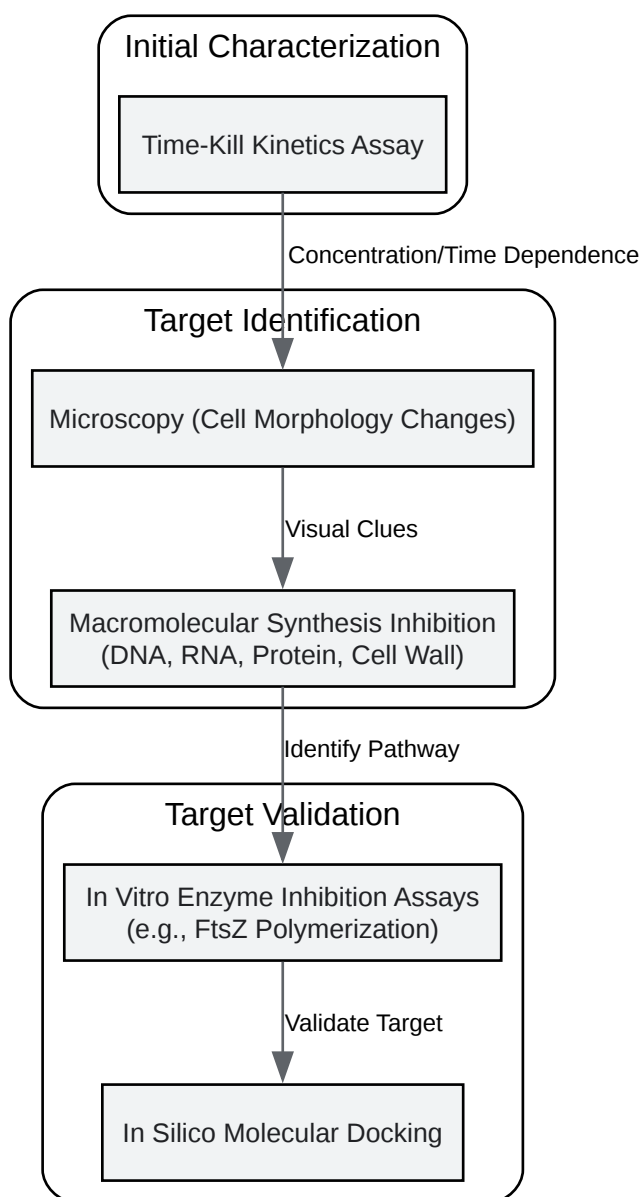 Initial Characterization
Time-Kill Kinetics Assay
Concentration/Time Dependence
Target Identification
Microscopy (Cell Morphology Changes)
Visual Clues
Macromolecular Synthesis Inhibition
(DNA, RNA, Protein, Cell Wall)
Identify Pathway
Target Validation
In Vitro Enzyme Inhibition Assays
(e.g., FtsZ Polymerization)
Validate Target
In Silico Molecular Docking